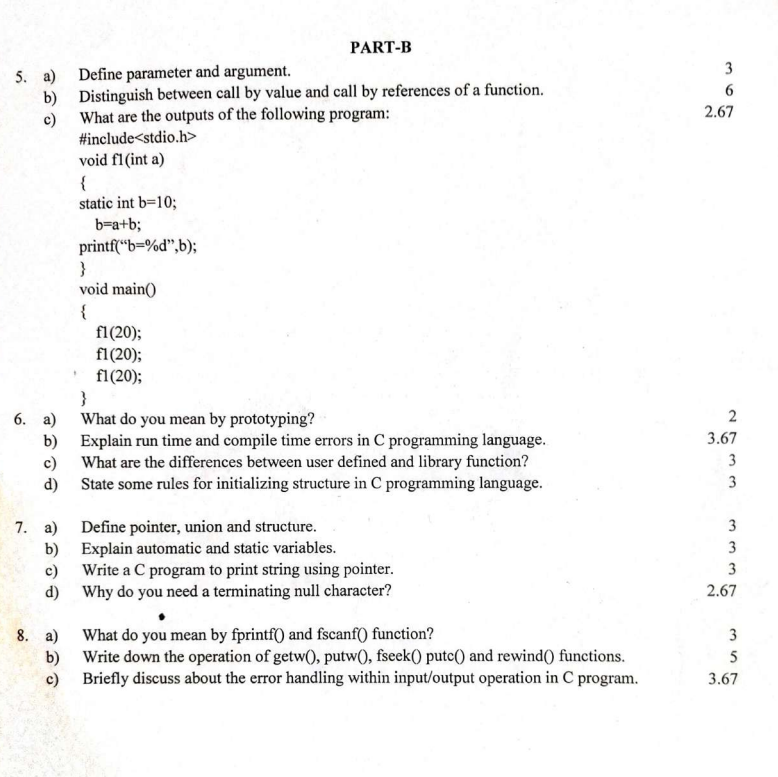 PART-B
5. a) Define parameter and argument. 3
b) Distinguish between call by value and call by references of a function. 6
c) What are the outputs of the following program: 2.67
#include<stdio.h>
void f1(int a)
{
static int b=10;
b=a+b;
printf(“b=%d”,b);
}
void main()
{
f1(20);
f1(20);
f1(20);
}
6. a) What do you mean by prototyping? 2
b) Explain run time and compile time errors in C programming language. 3.67
c) What are the differences between user defined and library function? 3
d) State some rules for initializing structure in C programming language. 3
7. a) Define pointer, union and structure. 3
b) Explain automatic and static variables. 3
c) Write a C program to print string using pointer. 3
d) Why do you need a terminating null character? 2.67
8. a) What do you mean by fprintf() and fscanf() function? 3
b) Write down the operation of getw(), putw(), fseek() putc() and rewind() functions. 5
c) Briefly discuss about the error handling within input/output operation in C program. 3.67